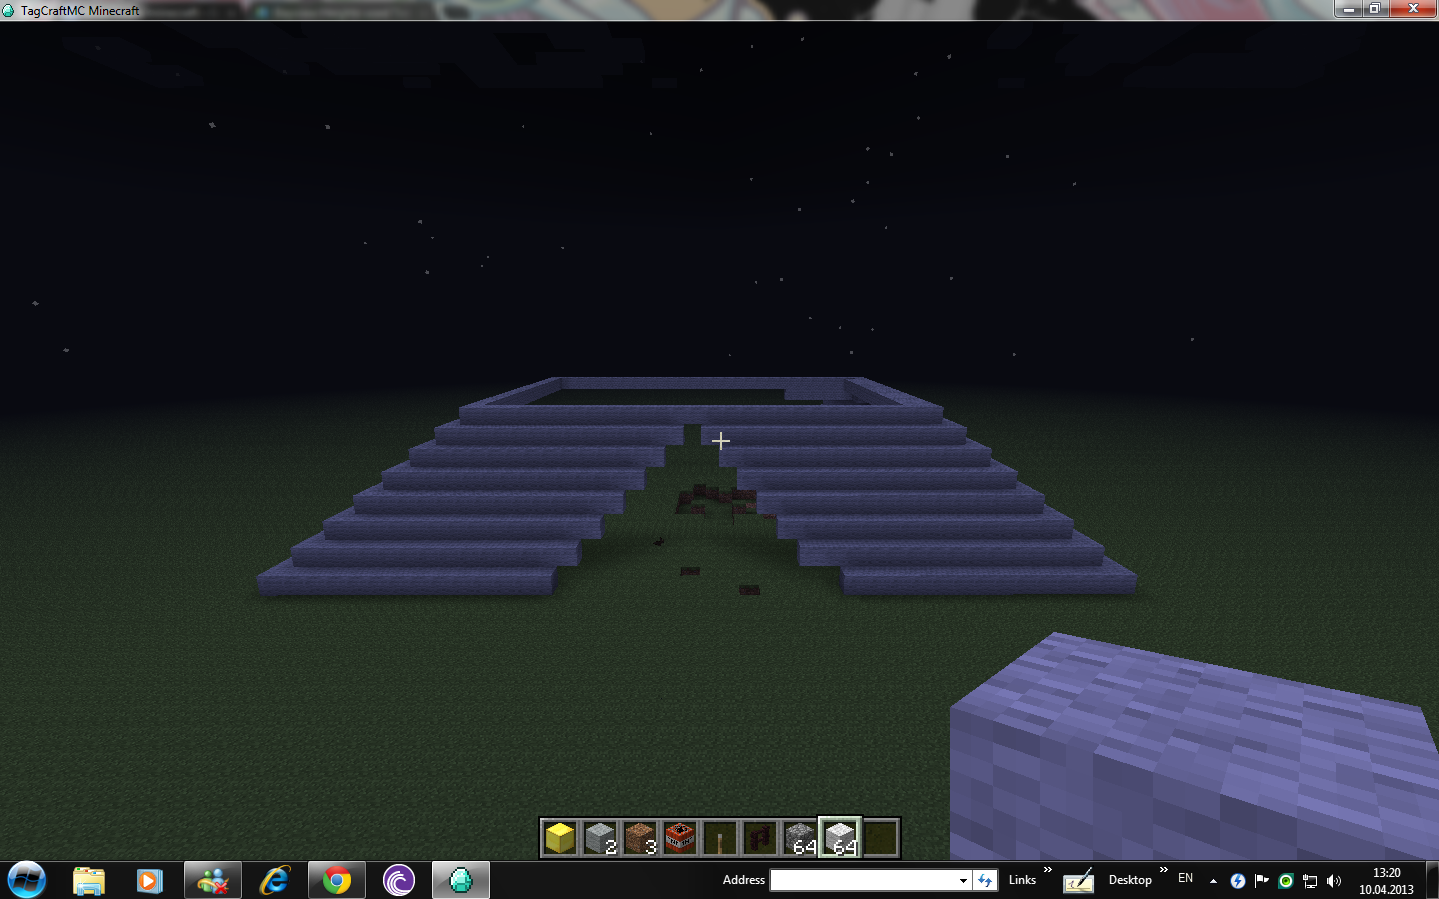 TagCraftMC Minecraft
2
3
64
64
Address
Links
Desktop
EN
13:20
10.04.2013